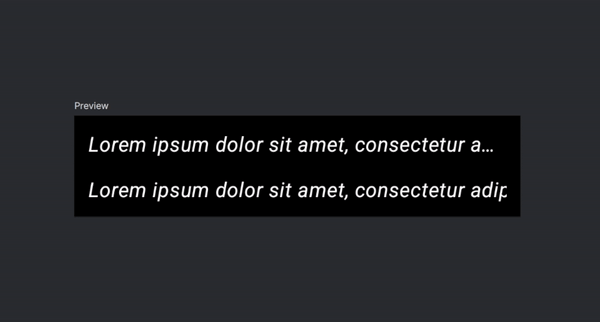 Preview
Lorem ipsum dolor sit amet, consectetur a...
Lorem ipsum dolor sit amet, consectetur adip